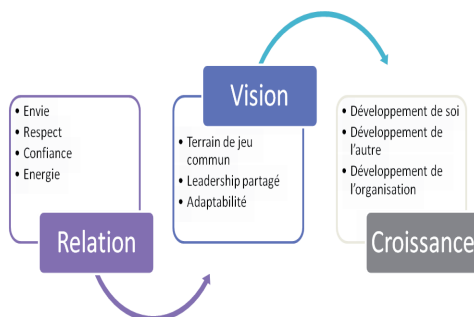 • Envie
• Respect
• Confiance
• Energie
Relation
Vision
• Terrain de jeu
commun
• Leadership partagé
• Adaptabilité
• Développement de soi
• Développement de
l'autre
• Développement de
l'organisation
Croissance